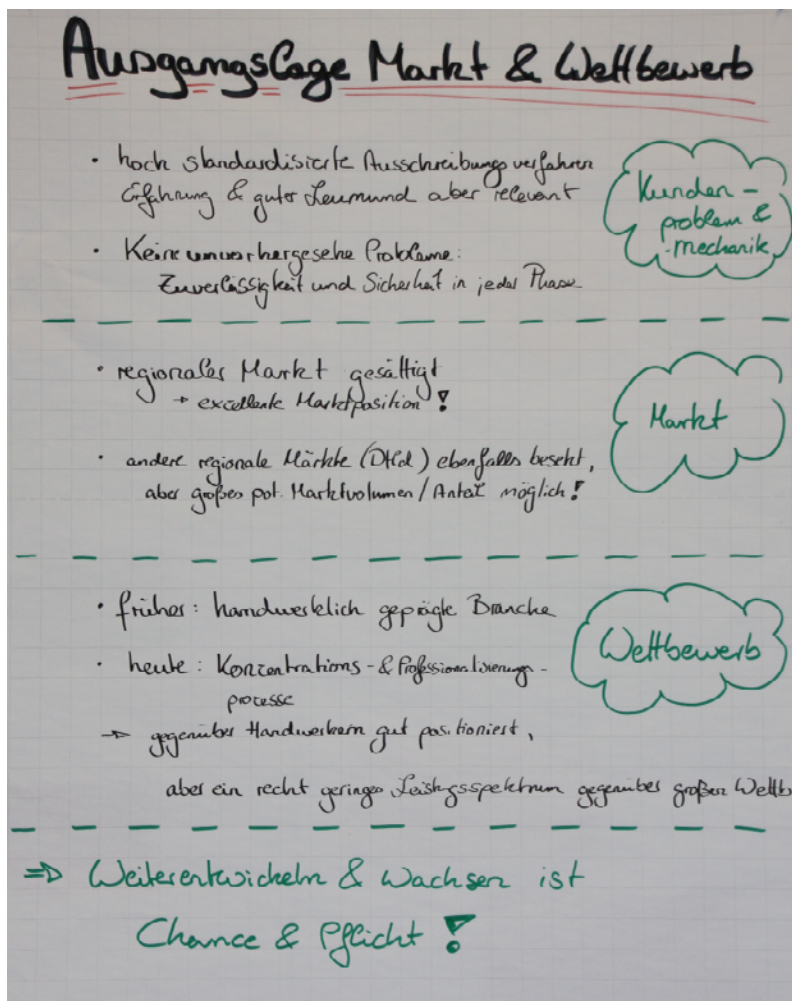 Ausgangslage Markt & Wettbewerb
• hoch standardisierte Ausschreibungsverfahren
Erfahrung & guter Leumund aber relevant
• Keine unvorhergesehe Probleme:
Zuverlässigkeit und Sicherheit in jeder Phase
Kunden-
problem &
-mechanik
• regionaler Markt gesättigt
→ excellente Marktposition !
• andere regionale Märkte (Dtld) ebenfalls besetzt,
aber großes pot. Marktvolumen/Anteil möglich!
Markt
• früher: handwerklich geprägte Branche
• heute: Konzentrations- & Professionalisierungs-
prozesse
→ gegenüber Handwerkern gut positioniert,
aber ein recht geringes Leistungsspektrum gegenüber großen Wettb
Wettbewerb
⇒ Weiterentwickeln & Wachsen ist
Chance & Pflicht !